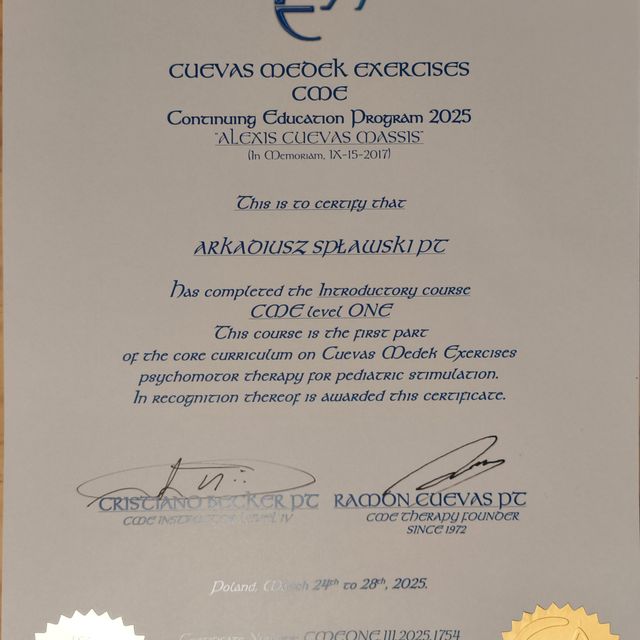 CUEVAS MEDEK EXERCISES
CME
Continuing Education Program 2025
"ALEXIS CUEVAS MASSIS"
(In Memoriam, IX-15-2017)
This is to certify that
ARKADIUSZ SPŁAWSKI PT
Has completed the Introductory course
CME level ONE
This course is the first part
of the core curriculum on Cuevas Medek Exercises
psychomotor therapy for pediatric stimulation.
In recognition thereof is awarded this certificate.
CRISTIANO BECKER PT RAMÓN CUEVAS PT
CME INSTRUCTOR LEVEL IV CME THERAPY FOUNDER
SINCE 1972
Poland, March 24th to 28th, 2025.
Certificate Number CMEONE.III.2025.1754